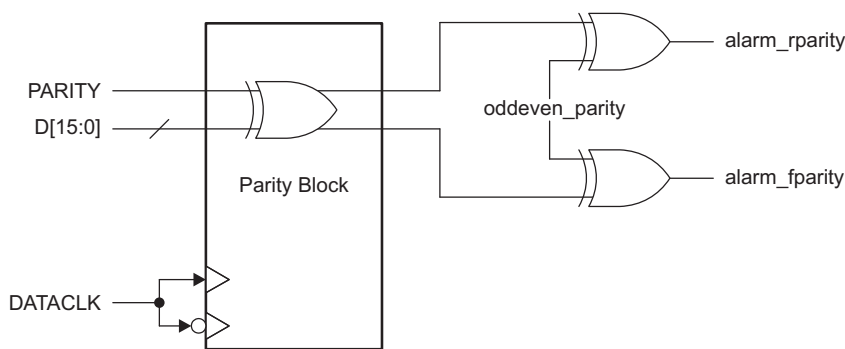 alarm_rparity
PARITY
oddeven_parity
D[15:0]
Parity Block
alarm_fparity
DATACLK